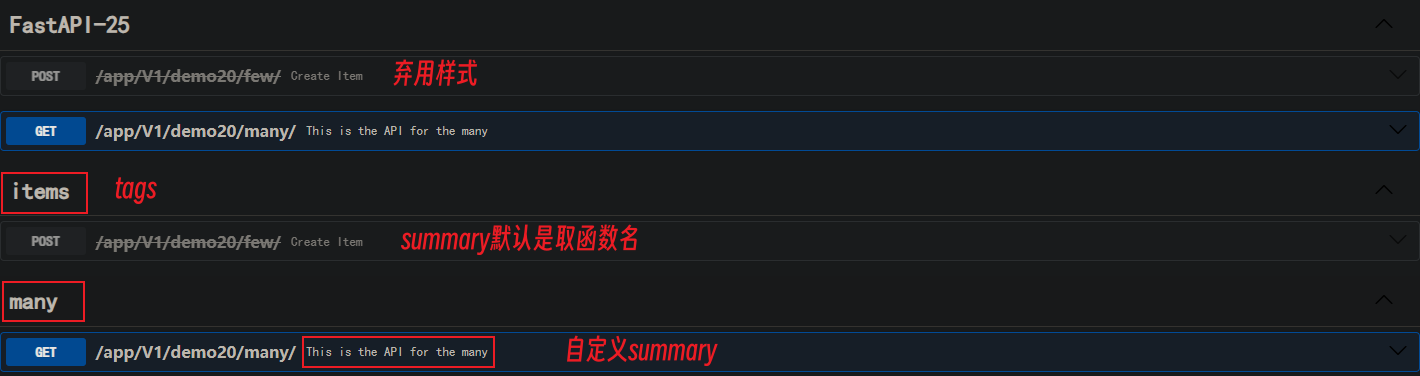 FastAPI-25
POST /app/V1/demo20/few/ Create Item 弃用样式
GET /app/V1/demo20/many/ This is the API for the many
items tags
POST /app/V1/demo20/few/ Create Item summary默认是取函数名
many
GET /app/V1/demo20/many/ This is the API for the many 自定义summary